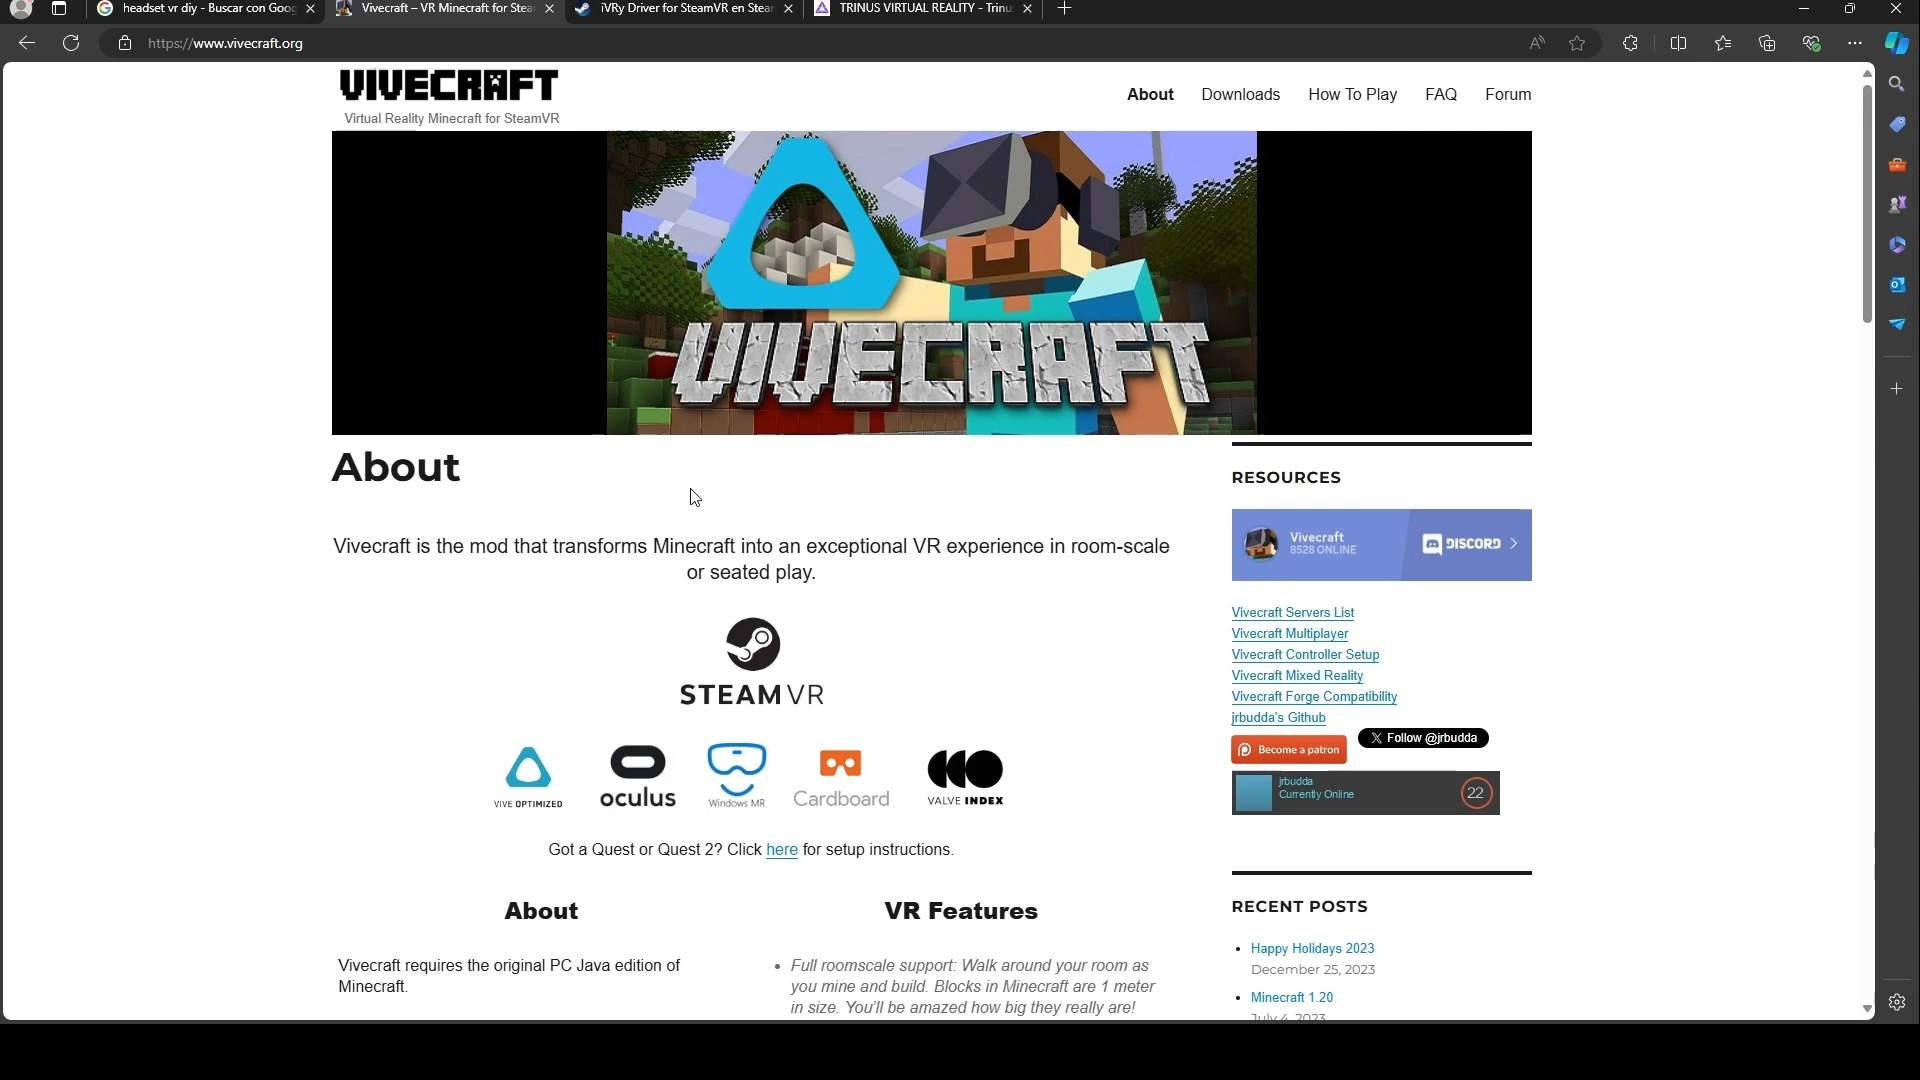 headset vr diy - Buscar con Goog
Vivecraft – VR Minecraft for Stea
iVRy Driver for SteamVR en Stea
TRINUS VIRTUAL REALITY - Trinu
https://www.vivecraft.org
VIVECRAFT
Virtual Reality Minecraft for SteamVR
About
Downloads
How To Play
FAQ
Forum
VIVECRAFT
About
Vivecraft is the mod that transforms Minecraft into an exceptional VR experience in room-scale
or seated play.
STEAM VR
VIVE OPTIMIZED
oculus
Windows MR
Cardboard
VALVE INDEX
Got a Quest or Quest 2? Click here for setup instructions.
About
Vivecraft requires the original PC Java edition of
Minecraft.
VR Features
• Full roomscale support: Walk around your room as
you mine and build. Blocks in Minecraft are 1 meter
in size. You'll be amazed how big they really are!
RESOURCES
Vivecraft
8528 ONLINE
DISCORD
Vivecraft Servers List
Vivecraft Multiplayer
Vivecraft Controller Setup
Vivecraft Mixed Reality
Vivecraft Forge Compatibility
jrbudda's Github
Become a patron
X Follow @jrbudda
jrbudda
Currently Online
22
RECENT POSTS
• Happy Holidays 2023
December 25, 2023
• Minecraft 1.20
July 4, 2023